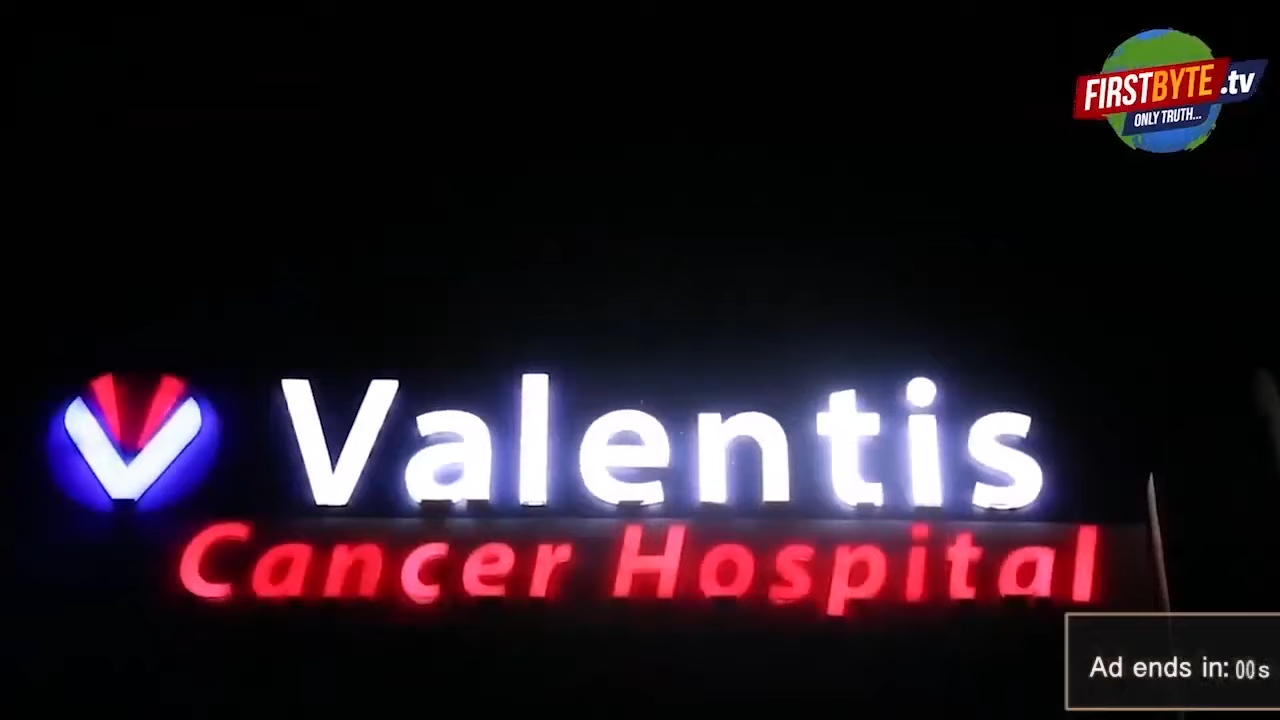 FIRSTBYTE.tv
ONLY TRUTH...
Valentis
Cancer Hospital
Ad ends in: 00s